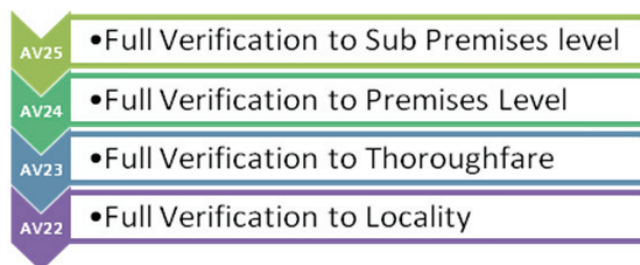 AV25 •Full Verification to Sub Premises level
AV24 •Full Verification to Premises Level
AV23 •Full Verification to Thoroughfare
AV22 •Full Verification to Locality